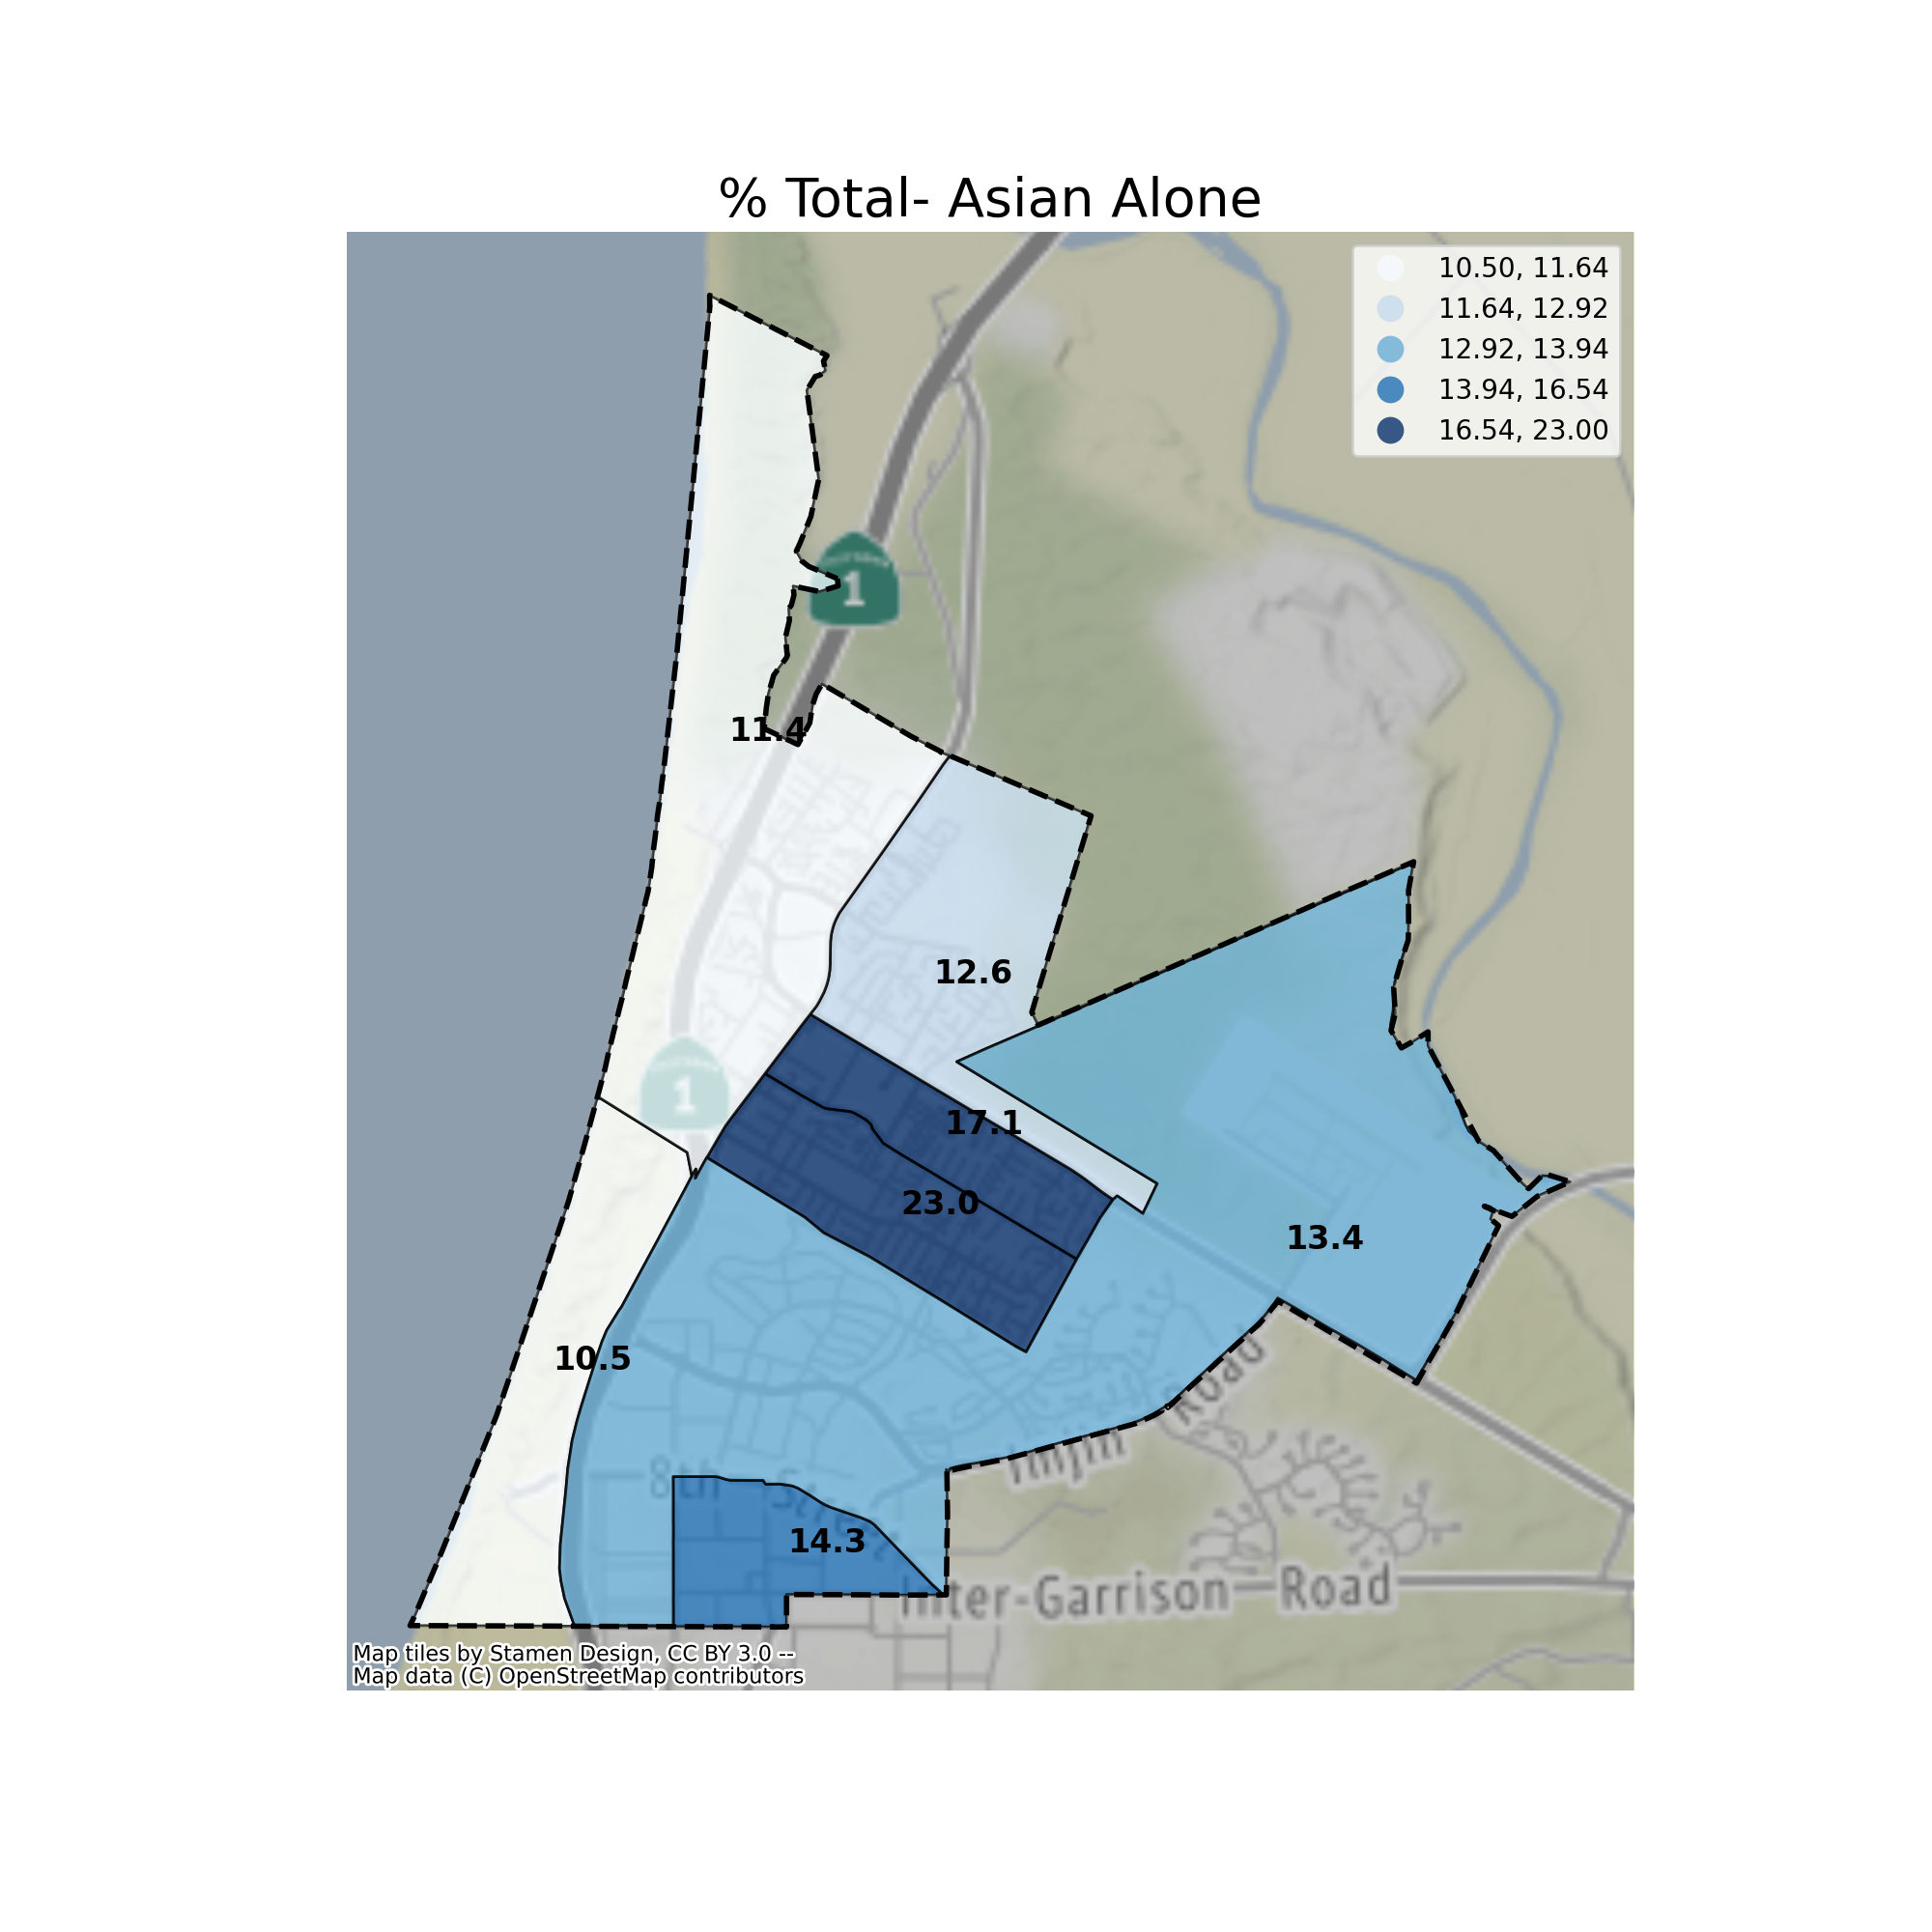 % Total- Asian Alone
10.50, 11.64
11.64, 12.92
12.92, 13.94
13.94, 16.54
16.54, 23.00
1
11.4
12.6
1
17.1
23.0
13.4
10.5
Imjin Road
8th Street
14.3
Inter-Garrison Road
Map tiles by Stamen Design, CC BY 3.0 --
Map data (C) OpenStreetMap contributors